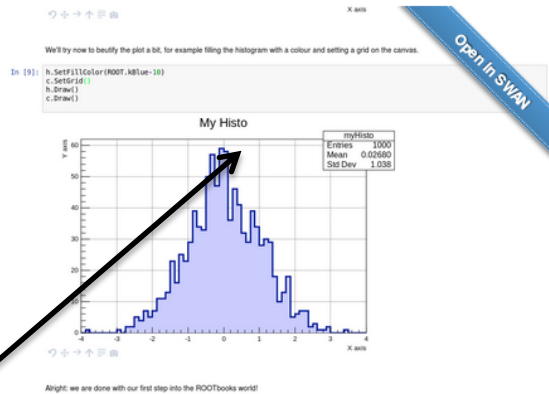 X axis
Open in SWAN
We'll try now to beutify the plot a bit, for example filling the histogram with a colour and setting a grid on the canvas.
In [9]: h.SetFillColor(ROOT.kBlue-10)
c.SetGrid()
h.Draw()
c.Draw()
My Histo
myHisto
Entries 1000
Mean 0.02680
Std Dev 1.038
Y axis
60
50
40
30
20
10
0
-4 -3 -2 -1 0 1 2 3 4
X axis
Alright: we are done with our first step into the ROOTbooks world!